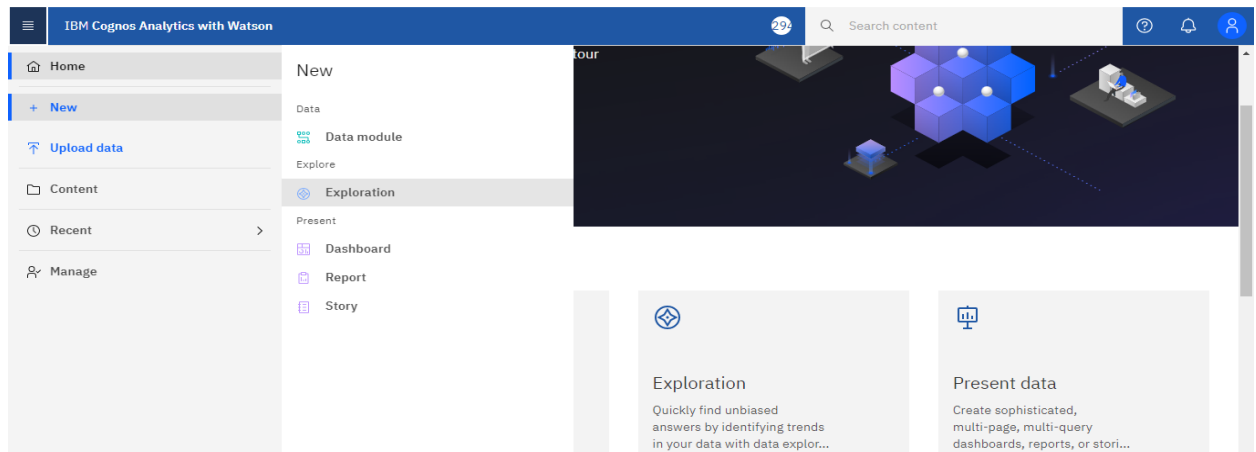 IBM Cognos Analytics with Watson
294
Search content
Home
+ New
Upload data
Content
Recent
Manage
New
Data
Data module
Explore
Exploration
Present
Dashboard
Report
Story
tour
Exploration
Quickly find unbiased
answers by identifying trends
in your data with data explor...
Present data
Create sophisticated,
multi-page, multi-query
dashboards, reports, or stori...